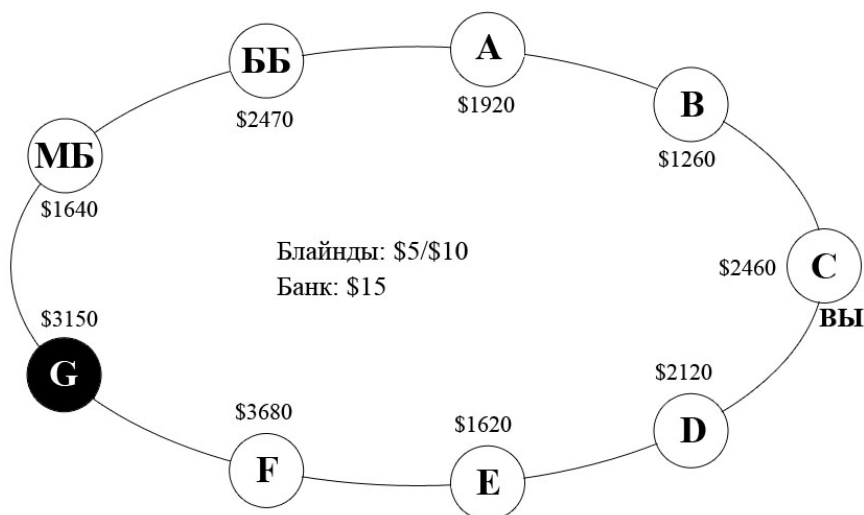 ББ
$2470
А
$1920
В
$1260
МБ
$1640
Блайнды: $5/$10
Банк: $15
$2460
С
ВЫ
$3150
G
$3680
F
$1620
E
$2120
D